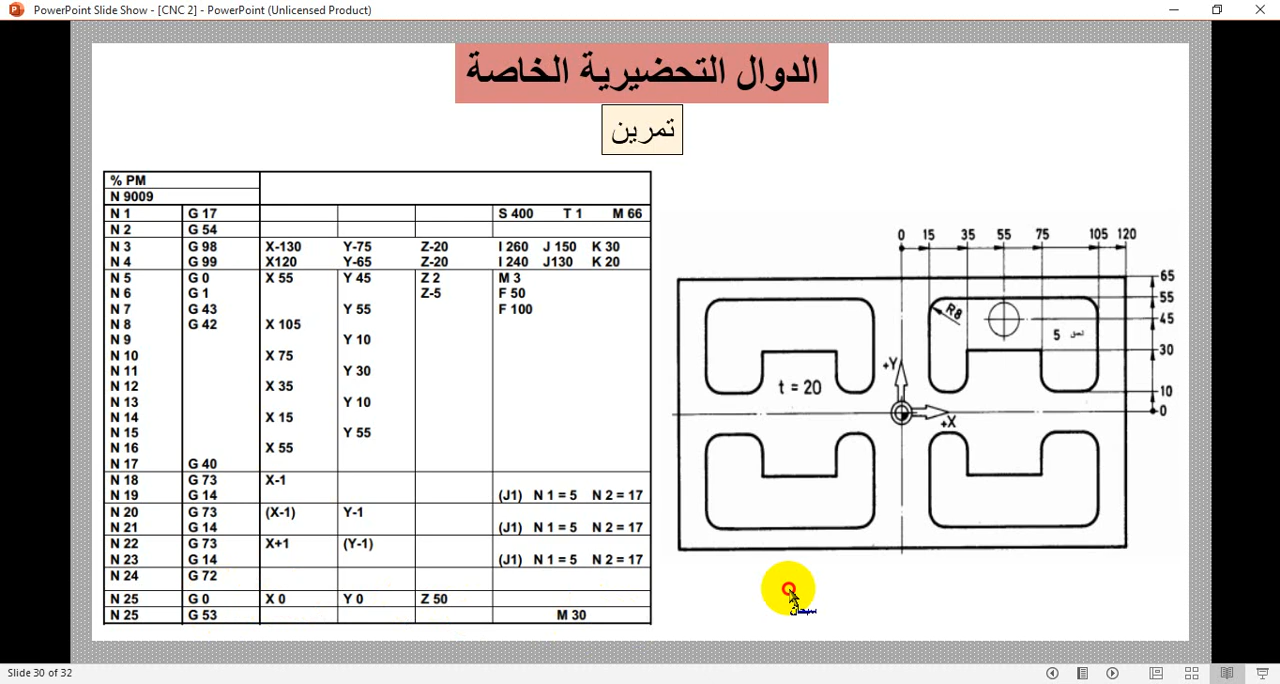 PowerPoint Slide Show - [CNC 2] - PowerPoint (Unlicensed Product)
الدوال التحضيرية الخاصة
تمرين
% PM
N 9009
N 1 G 17 S 400 T 1 M 66
N 2 G 54
N 3 G 98 X-130 Y-75 Z-20 I 260 J 150 K 30
N 4 G 99 X120 Y-65 Z-20 I 240 J130 K 20
N 5 G 0 X 55 Y 45 Z 2 M 3
N 6 G 1 Z-5 F 50
N 7 G 43 Y 55 F 100
N 8 G 42 X 105
N 9 Y 10
N 10 X 75
N 11 Y 30
N 12 X 35
N 13 Y 10
N 14 X 15
N 15 Y 55
N 16 X 55
N 17 G 40
N 18 G 73 X-1
N 19 G 14 (J1) N 1 = 5 N 2 = 17
N 20 G 73 (X-1) Y-1
N 21 G 14 (J1) N 1 = 5 N 2 = 17
N 22 G 73 X+1 (Y-1)
N 23 G 14 (J1) N 1 = 5 N 2 = 17
N 24 G 72
N 25 G 0 X 0 Y 0 Z 50
N 25 G 53 M 30
0 15 35 55 75 105 120
65
55
45
30
10
0
R8
5
t = 20
+Y
+X
Slide 30 of 32